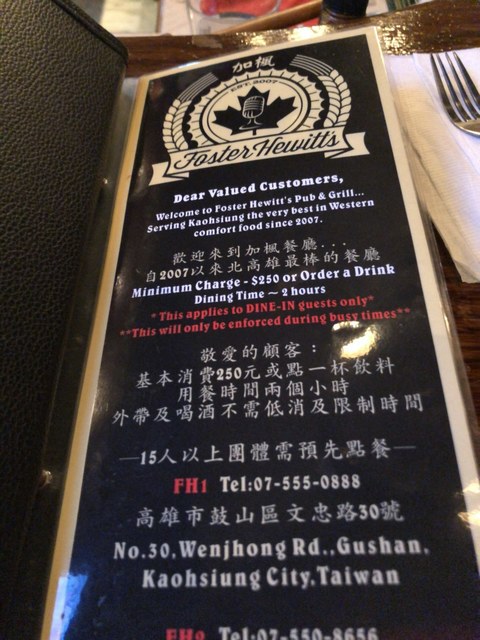 加楓
EST. 2007
Foster Hewitt's
Dear Valued Customers,
Welcome to Foster Hewitt's Pub & Grill...
Serving Kaohsiung the very best in Western
comfort food since 2007.
歡迎來到加楓餐廳...
自2007以來北高雄最棒的餐廳
Minimum Charge - $250 or Order a Drink
Dining Time ~ 2 hours
*This applies to DINE-IN guests only*
**This will only be enforced during busy times**
敬愛的顧客:
基本消費250元或點一杯飲料
用餐時間兩個小時
外帶及喝酒不需低消及限制時間
—15人以上團體需預先點餐—
FH1 Tel:07-555-0888
高雄市鼓山區文忠路30號
No.30,Wenjhong Rd.,Gushan,
Kaohsiung City,Taiwan
FH2 Tel:07-550-8656